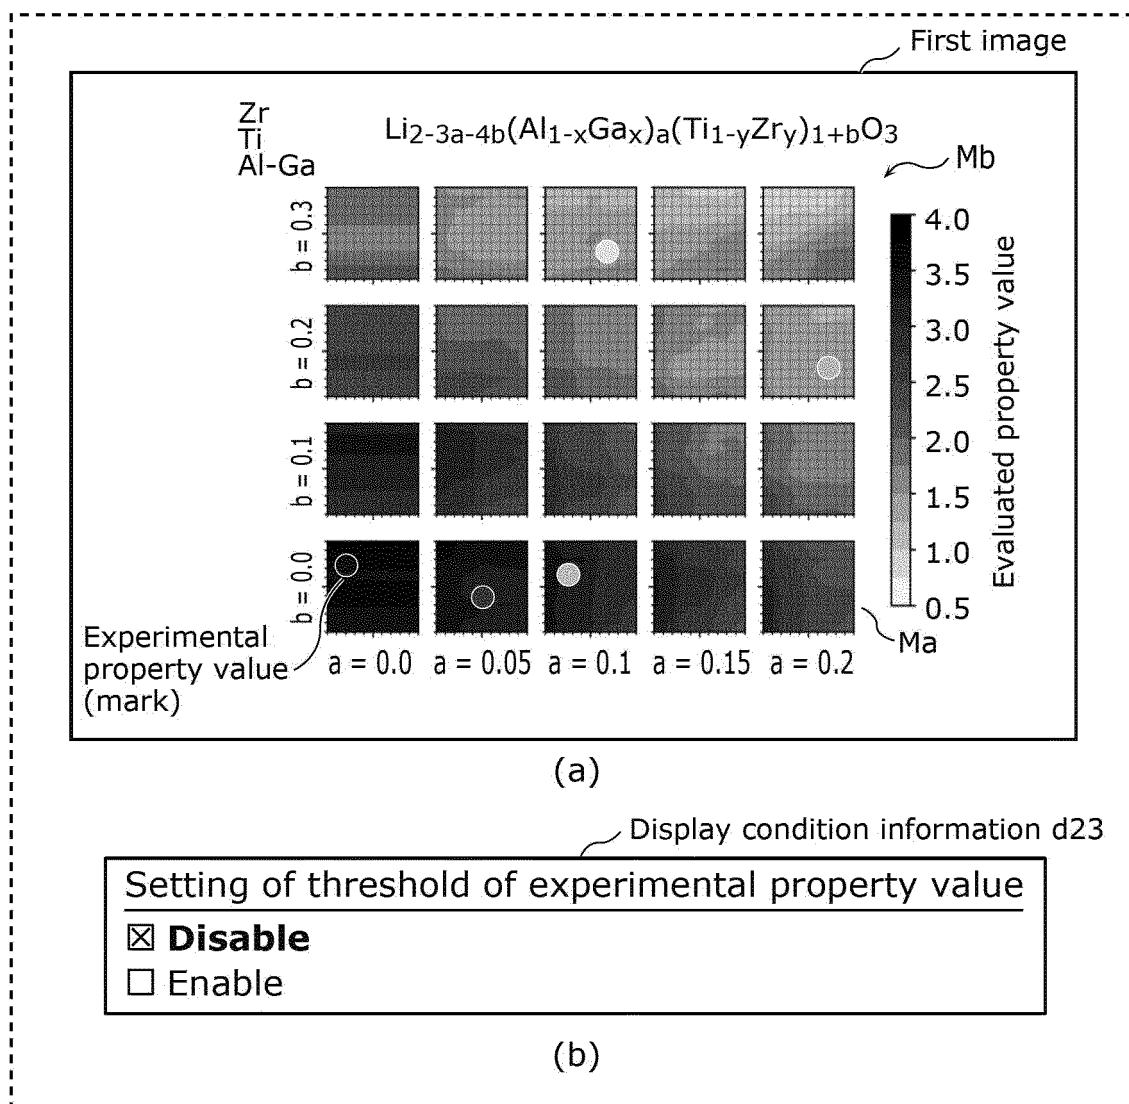 First image
Zr
Ti
Al-Ga
Li2-3a-4b(Al1-xGax)a(Ti1-yZry)1+bO3
Mb
b = 0.3
b = 0.2
b = 0.1
b = 0.0
4.0
3.5
3.0
2.5
2.0
1.5
1.0
0.5
Evaluated property value
Ma
Experimental
property value
(mark)
a = 0.0 a = 0.05 a = 0.1 a = 0.15 a = 0.2
(a)
Display condition information d23
Setting of threshold of experimental property value
☒ Disable
☐ Enable
(b)